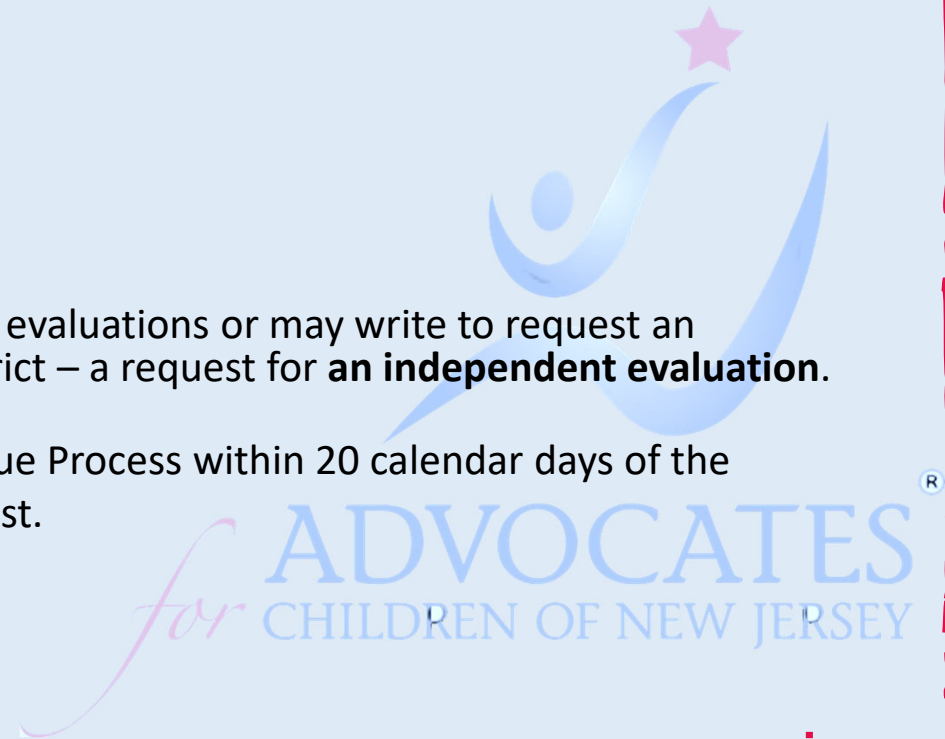 evaluations or may write to request an
rict – a request for an independent evaluation.
ue Process within 20 calendar days of the
st.
®
ADVOCATES
for CHILDREN OF NEW JERSEY